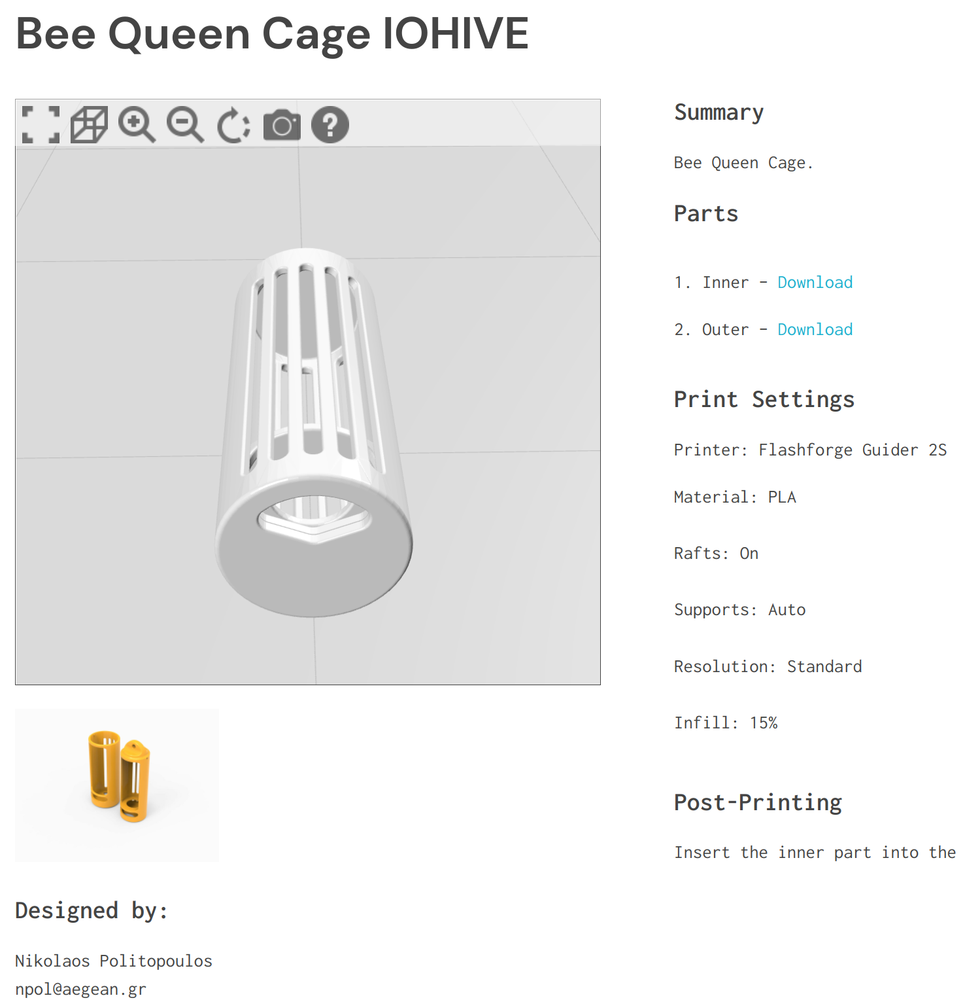 Bee Queen Cage IOHIVE
Summary
Bee Queen Cage.
Parts
1. Inner - Download
2. Outer - Download
Print Settings
Printer: Flashforge Guider 2S
Material: PLA
Rafts: On
Supports: Auto
Resolution: Standard
Infill: 15%
Post-Printing
Insert the inner part into the
Designed by:
Nikolaos Politopoulos
npol@aegean.gr